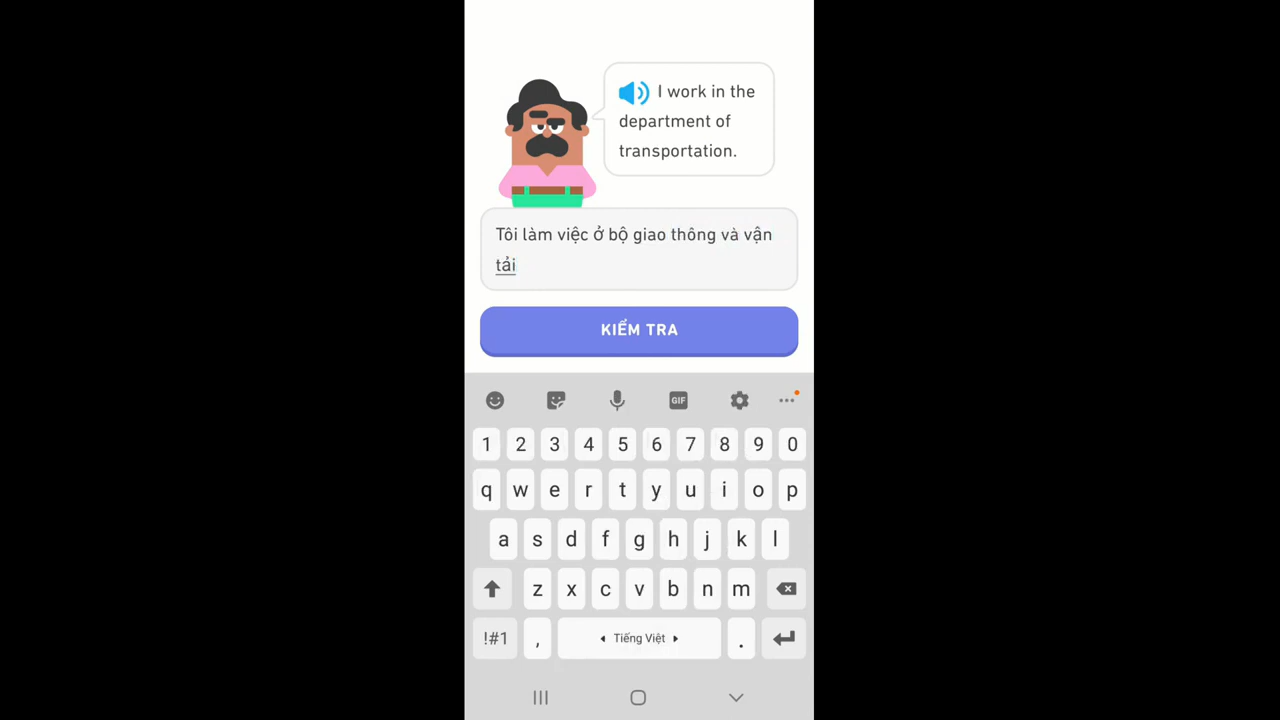 I work in the
department of
transportation.
Tôi làm việc ở bộ giao thông và vận
tải
KIỂM TRA
GIF
1 2 3 4 5 6 7 8 9 0
q w e r t y u i o p
a s d f g h j k l
z x c v b n m
!#1 , Tiếng Việt .